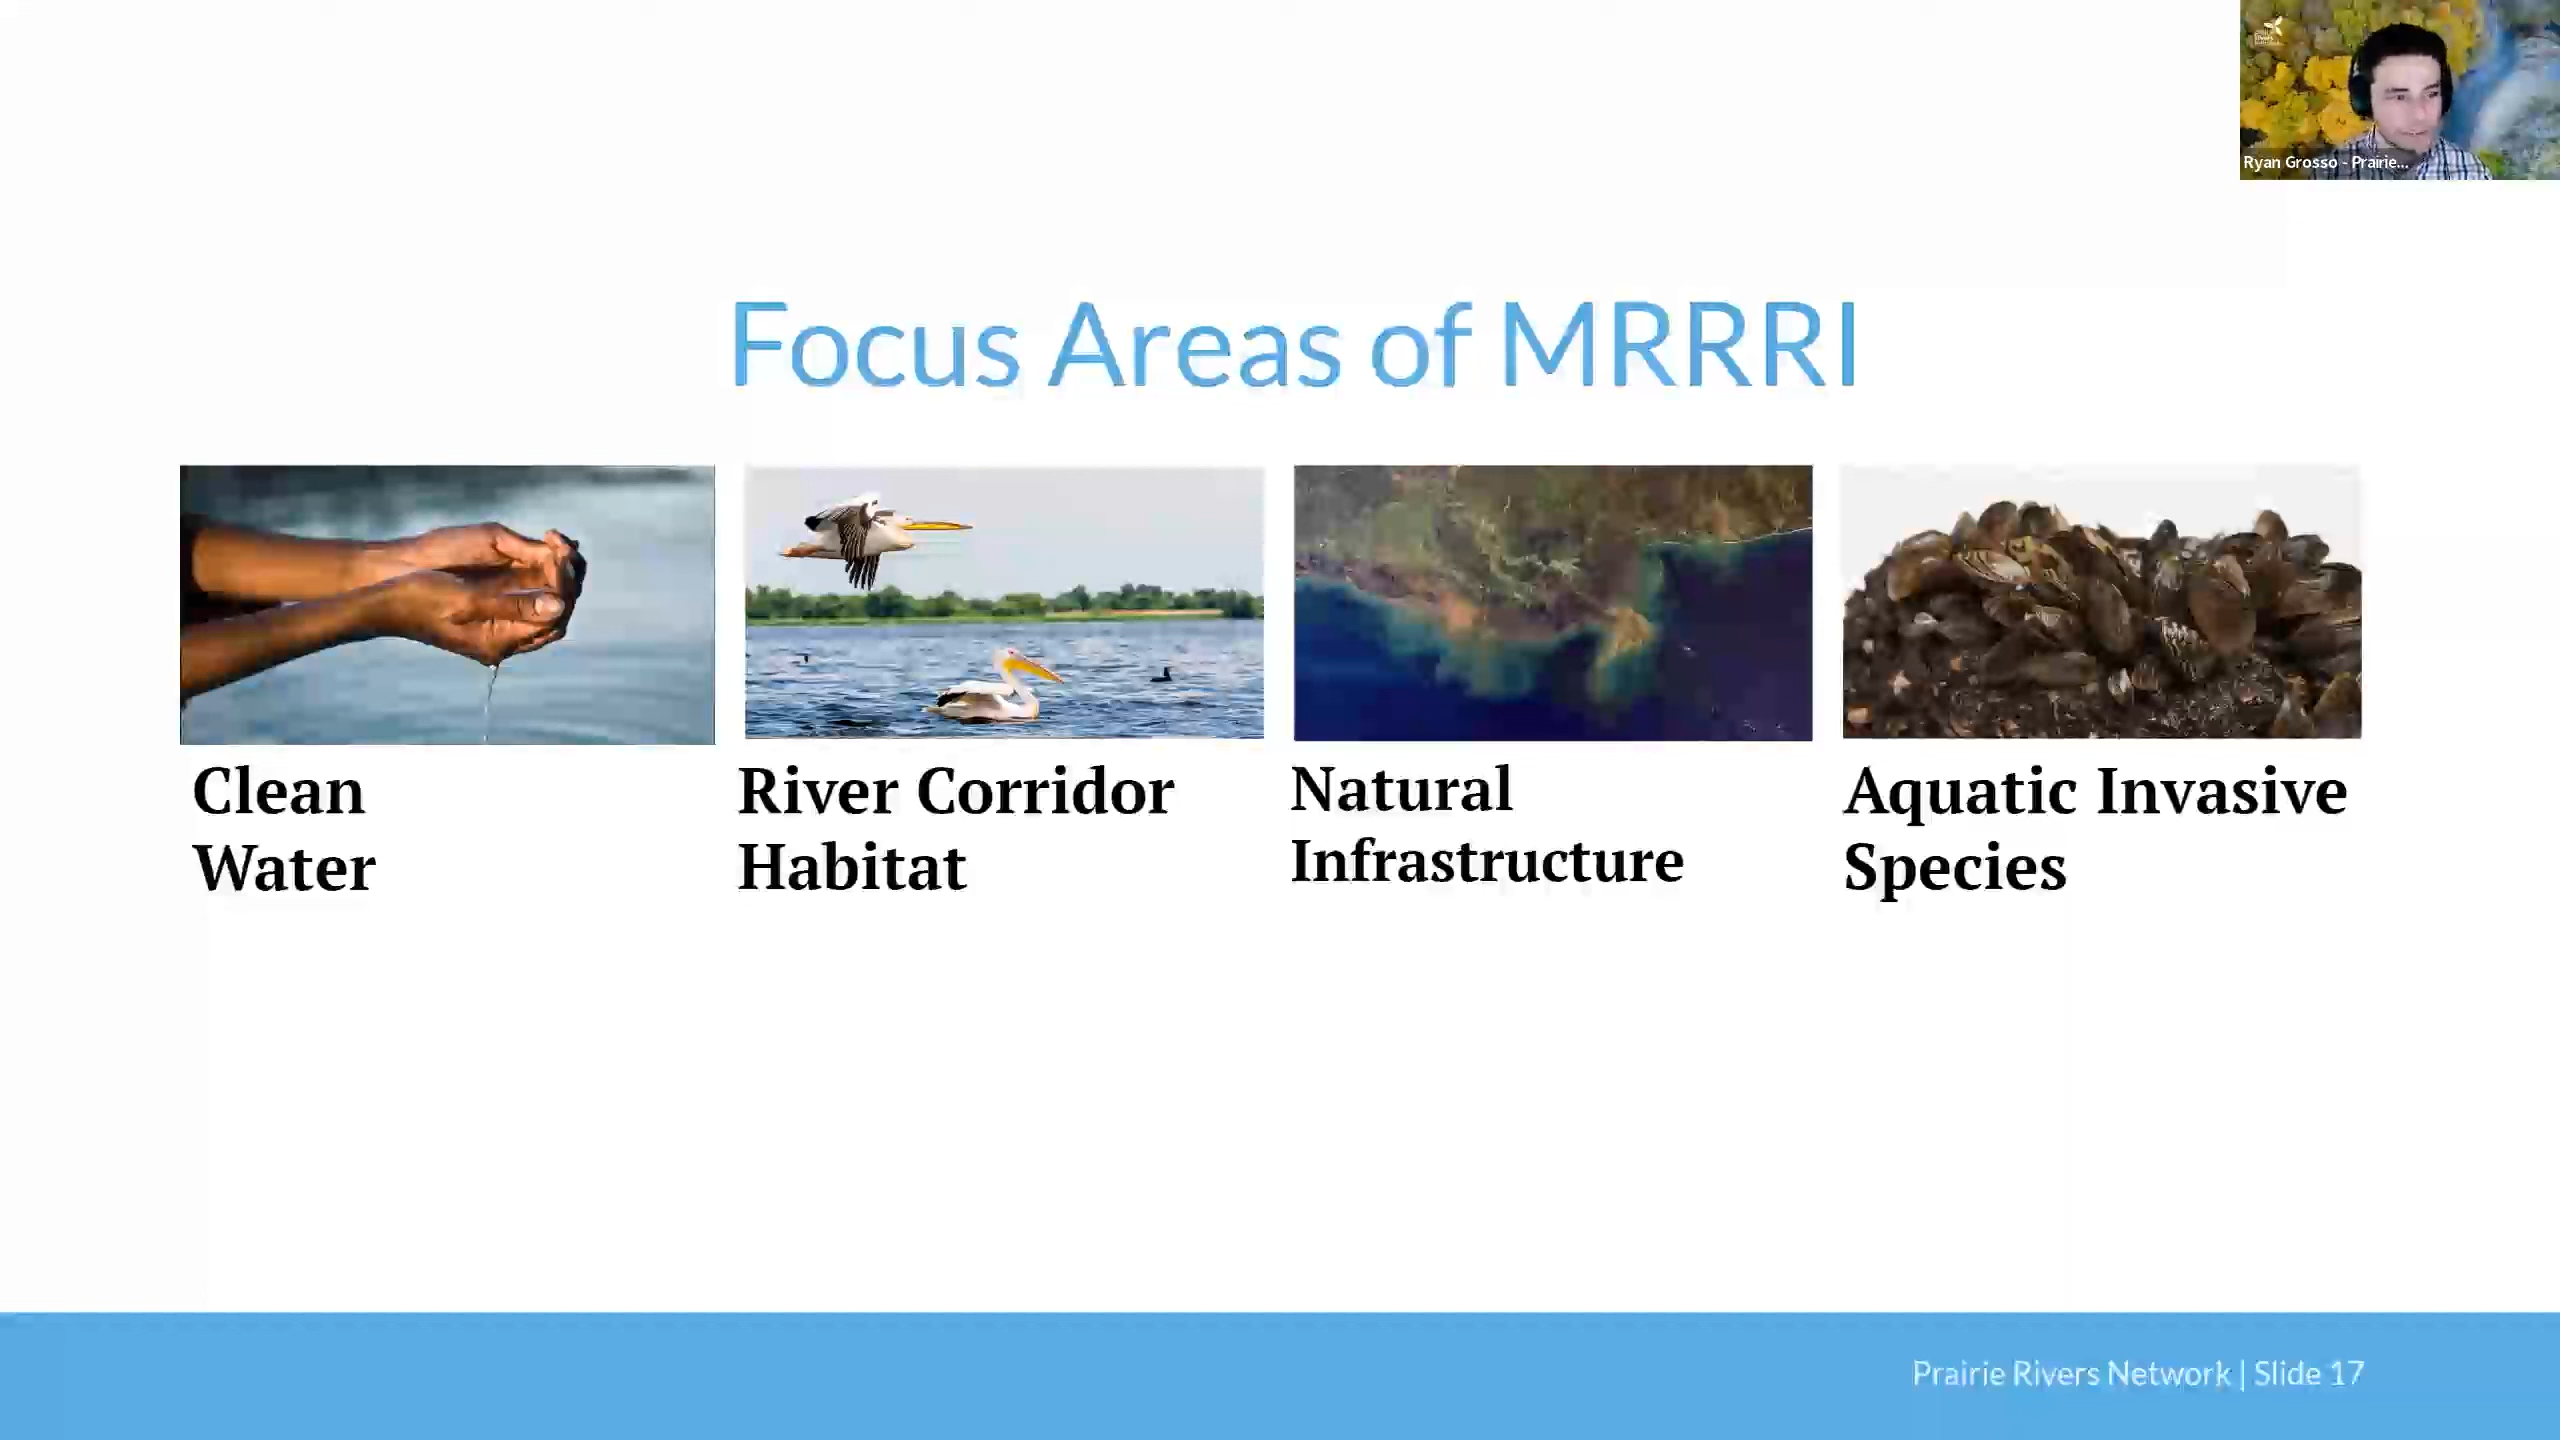 Ryan Grosso - Prairie...
Focus Areas of MRRRI
Clean
Water
River Corridor
Habitat
Natural
Infrastructure
Aquatic Invasive
Species
Prairie Rivers Network | Slide 17